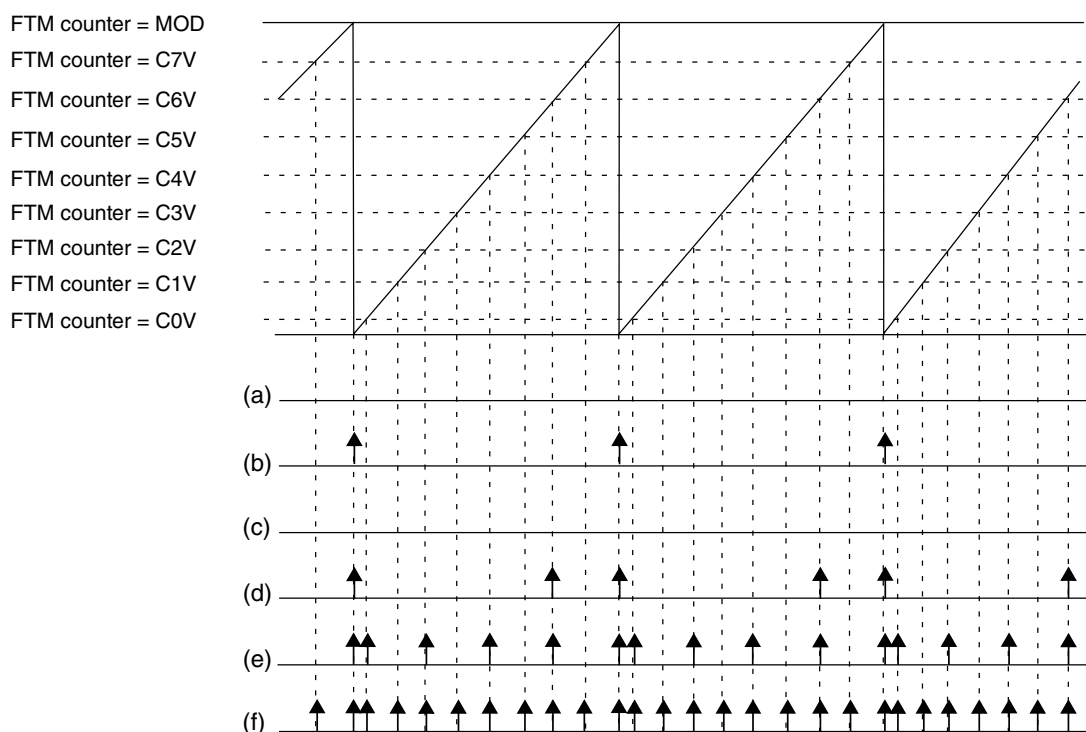 FTM counter = MOD
FTM counter = C7V
FTM counter = C6V
FTM counter = C5V
FTM counter = C4V
FTM counter = C3V
FTM counter = C2V
FTM counter = C1V
FTM counter = C0V
(a)
(b)
(c)
(d)
(e)
(f)